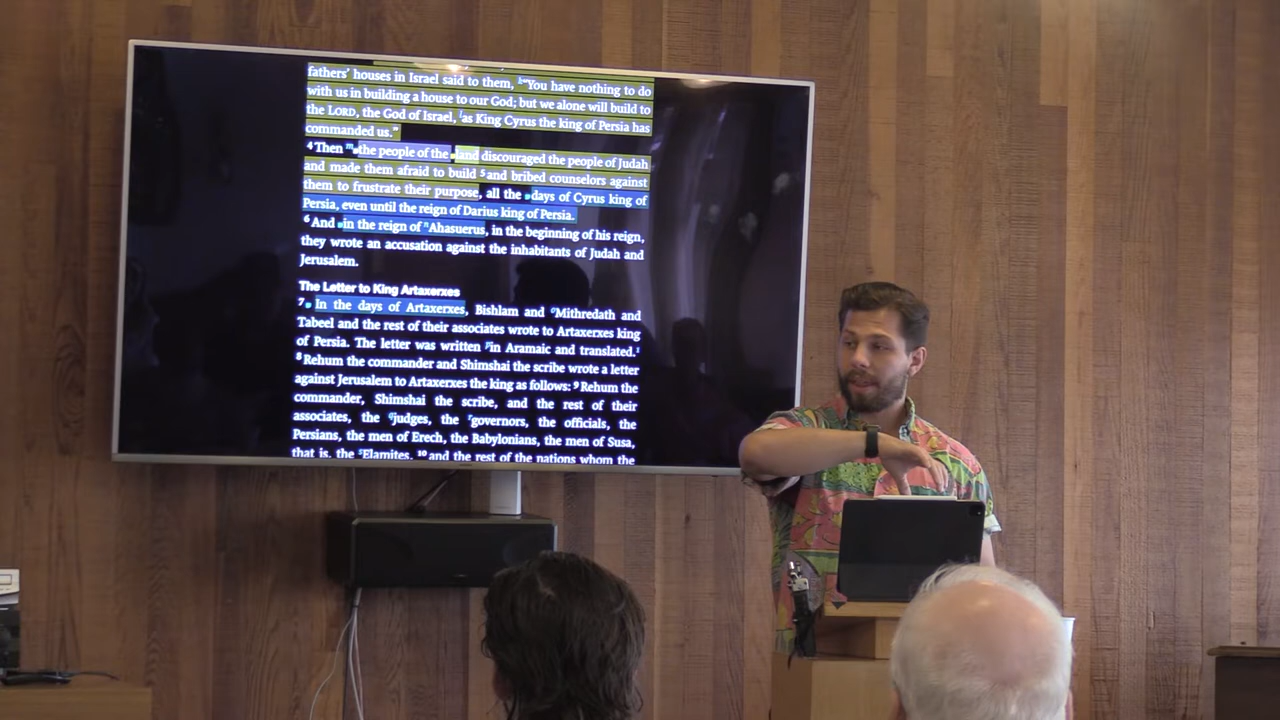 fathers' houses in Israel said to them, "You have nothing to do
with us in building a house to our God; but we alone will build to
the LORD, the God of Israel, as King Cyrus the king of Persia has
commanded us."
4 Then m the people of the land discouraged the people of Judah
and made them afraid to build 5 and bribed counselors against
them to frustrate their purpose, all the days of Cyrus king of
Persia, even until the reign of Darius king of Persia.
6 And in the reign of n Ahasuerus, in the beginning of his reign,
they wrote an accusation against the inhabitants of Judah and
Jerusalem.
The Letter to King Artaxerxes
7 In the days of Artaxerxes, Bishlam and o Mithredath and
Tabeel and the rest of their associates wrote to Artaxerxes king
of Persia. The letter was written p in Aramaic and translated.
8 Rehum the commander and Shimshai the scribe wrote a letter
against Jerusalem to Artaxerxes the king as follows: 9 Rehum the
commander, Shimshai the scribe, and the rest of their
associates, the q judges, the r governors, the officials, the
Persians, the men of Erech, the Babylonians, the men of Susa,
that is, the s Elamites, 10 and the rest of the nations whom the